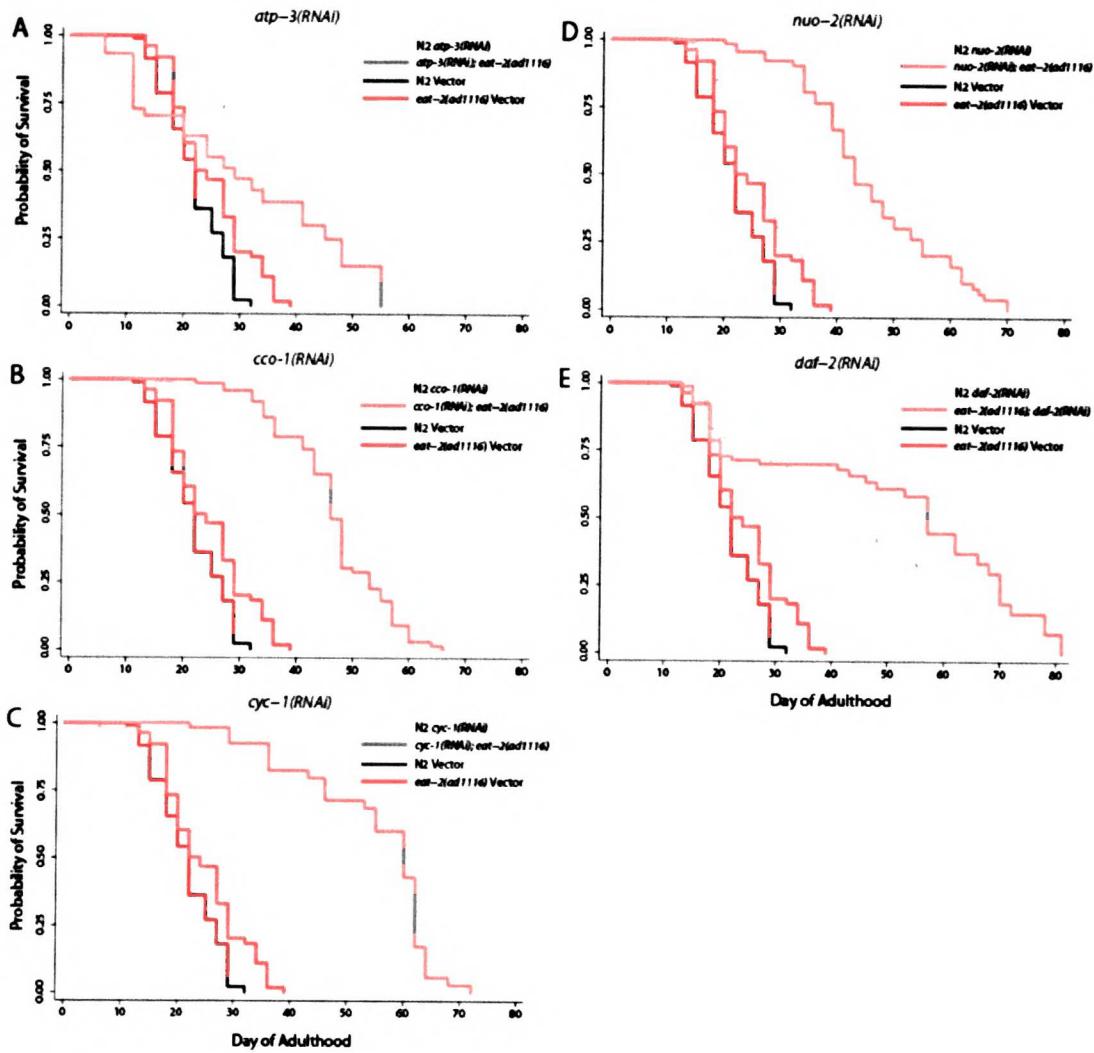 A
atp-3(RNAi)
N2 atp-3(RNAi)
atp-3(RNAi); eat-2(ad1116)
N2 Vector
eat-2(ad1116) Vector
Probability of Survival
1.00
0.75
0.50
0.25
0.00
0 10 20 30 40 50 60 70 80
B
cco-1(RNAi)
N2 cco-1(RNAi)
cco-1(RNAi); eat-2(ad1116)
N2 Vector
eat-2(ad1116) Vector
Probability of Survival
1.00
0.75
0.50
0.25
0.00
0 10 20 30 40 50 60 70 80
C
cyc-1(RNAi)
N2 cyc-1(RNAi)
cyc-1(RNAi); eat-2(ad1116)
N2 Vector
eat-2(ad1116) Vector
Probability of Survival
1.00
0.75
0.50
0.25
0.00
0 10 20 30 40 50 60 70 80
Day of Adulthood
D
nuo-2(RNAi)
N2 nuo-2(RNAi)
nuo-2(RNAi); eat-2(ad1116)
N2 Vector
eat-2(ad1116) Vector
1.00
0.75
0.50
0.25
0.00
0 10 20 30 40 50 60 70 80
E
daf-2(RNAi)
N2 daf-2(RNAi)
eat-2(ad1116); daf-2(RNAi)
N2 Vector
eat-2(ad1116) Vector
1.00
0.75
0.50
0.25
0.00
0 10 20 30 40 50 60 70 80
Day of Adulthood